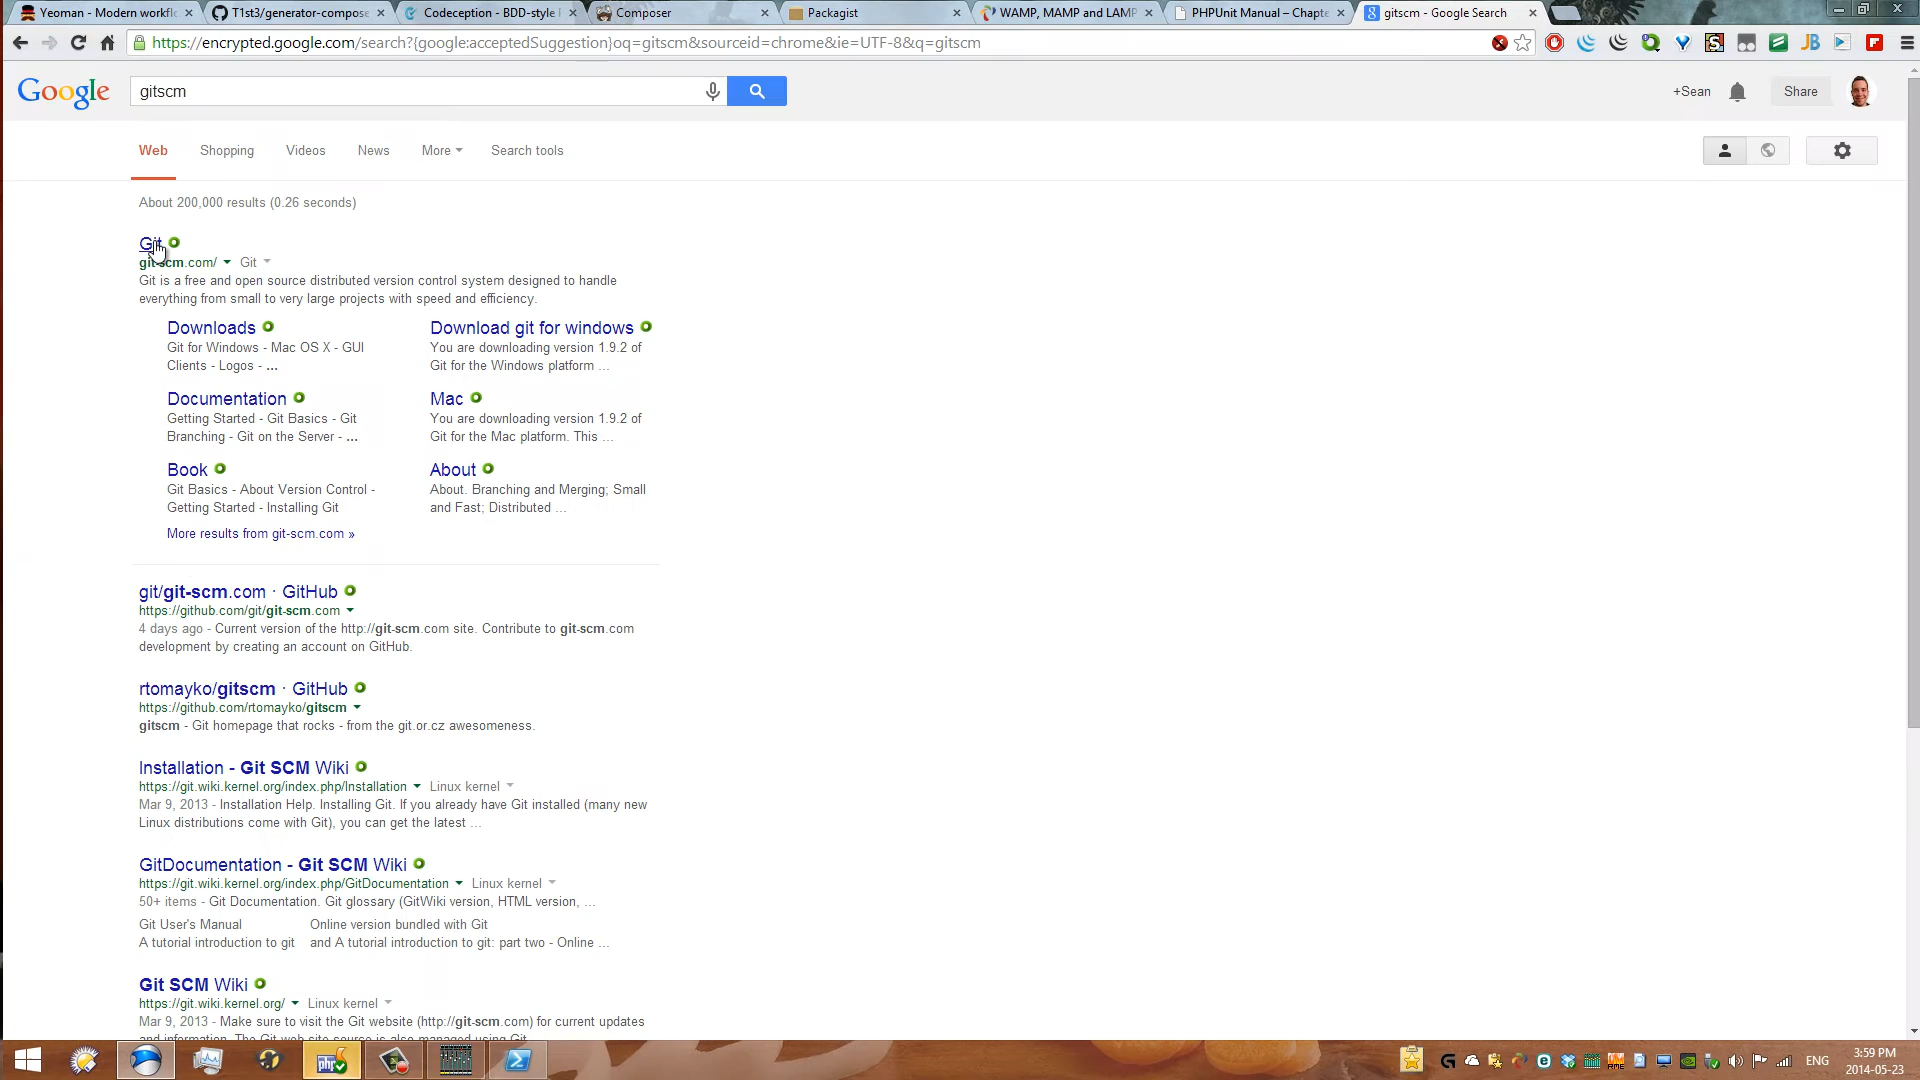 Yeoman - Modern workfl
T1st3/generator-compose
Codeception - BDD-style
Composer
Packagist
WAMP, MAMP and LAMP
PHPUnit Manual – Chapte
gitscm - Google Search
https://encrypted.google.com/search?{google:acceptedSuggestion}oq=gitscm&sourceid=chrome&ie=UTF-8&q=gitscm
Google
gitscm
+Sean
Share
Web
Shopping
Videos
News
More
Search tools
About 200,000 results (0.26 seconds)
Git
git-scm.com/ Git
Git is a free and open source distributed version control system designed to handle
everything from small to very large projects with speed and efficiency.
Downloads
Git for Windows - Mac OS X - GUI
Clients - Logos - ...
Download git for windows
You are downloading version 1.9.2 of
Git for the Windows platform ...
Documentation
Getting Started - Git Basics - Git
Branching - Git on the Server - ...
Mac
You are downloading version 1.9.2 of
Git for the Mac platform. This ...
Book
Git Basics - About Version Control -
Getting Started - Installing Git
About
About. Branching and Merging; Small
and Fast; Distributed ...
More results from git-scm.com »
git/git-scm.com · GitHub
https://github.com/git/git-scm.com
4 days ago - Current version of the http://git-scm.com site. Contribute to git-scm.com
development by creating an account on GitHub.
rtomayko/gitscm · GitHub
https://github.com/rtomayko/gitscm
gitscm - Git homepage that rocks - from the git.or.cz awesomeness.
Installation - Git SCM Wiki
https://git.wiki.kernel.org/index.php/Installation Linux kernel
Mar 9, 2013 - Installation Help. Installing Git. If you already have Git installed (many new
Linux distributions come with Git), you can get the latest ...
GitDocumentation - Git SCM Wiki
https://git.wiki.kernel.org/index.php/GitDocumentation Linux kernel
50+ items - Git Documentation. Git glossary (GitWiki version, HTML version, ...
Git User's Manual Online version bundled with Git
A tutorial introduction to git and A tutorial introduction to git: part two - Online ...
Git SCM Wiki
https://git.wiki.kernel.org/ Linux kernel
Mar 9, 2013 - Make sure to visit the Git website (http://git-scm.com) for current updates
and information. The Git web site source is also managed using Git
php
ENG
3:59 PM
2014-05-23